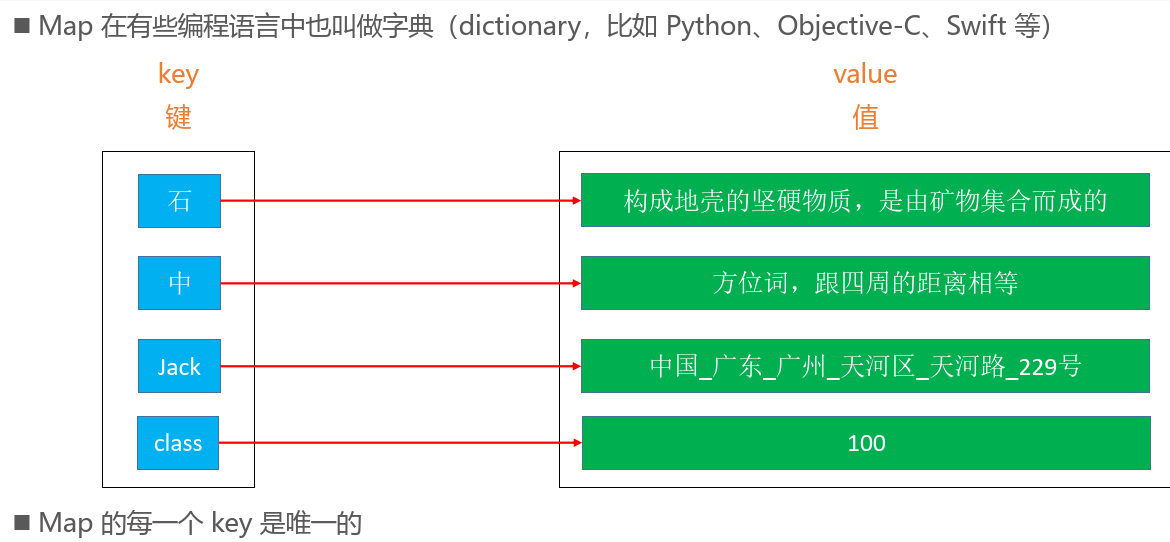 ■ Map 在有些编程语言中也叫做字典（dictionary，比如 Python、Objective-C、Swift 等）
key
value
键
值
石
构成地壳的坚硬物质，是由矿物集合而成的
中
方位词，跟四周的距离相等
Jack
中国_广东_广州_天河区_天河路_229号
class
100
■ Map 的每一个 key 是唯一的